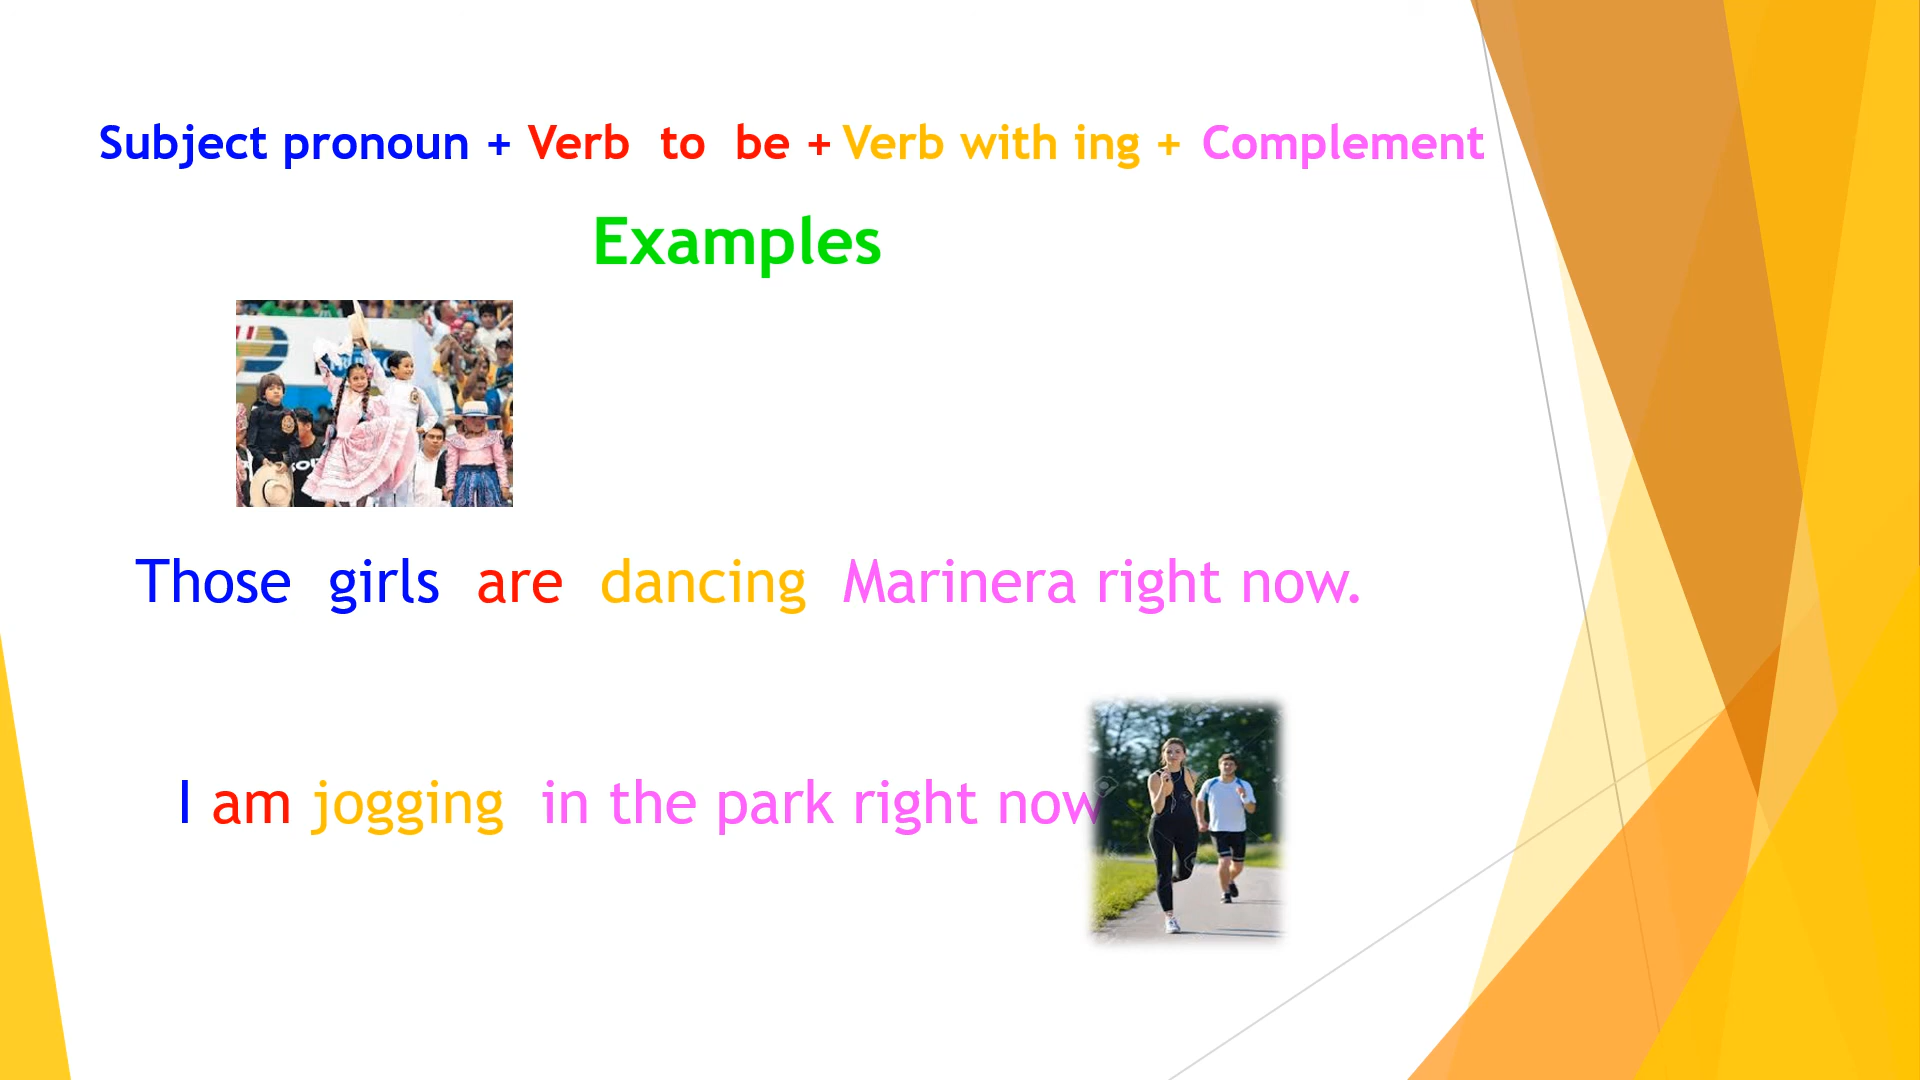 Subject pronoun + Verb to be + Verb with ing + Complement
Examples
Those girls are dancing Marinera right now.
I am jogging in the park right now